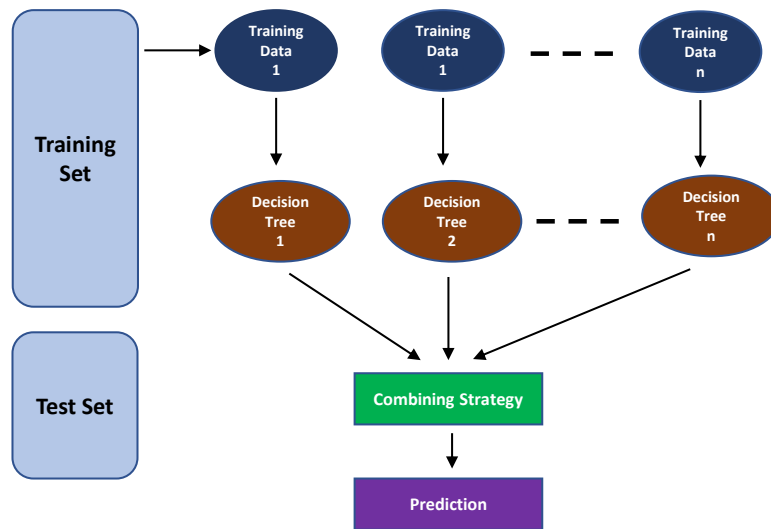 Training
Set
Training
Data
1
Training
Data
1
Training
Data
n
Decision
Tree
1
Decision
Tree
2
Decision
Tree
n
Test Set
Combining Strategy
Prediction